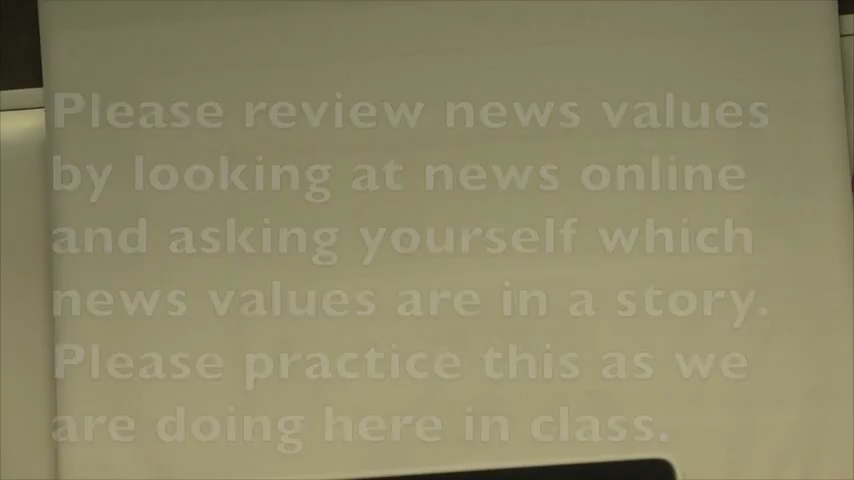 Please review news values
by looking at news online
and asking yourself which
news values are in a story.
Please practice this as we
are doing here in class.